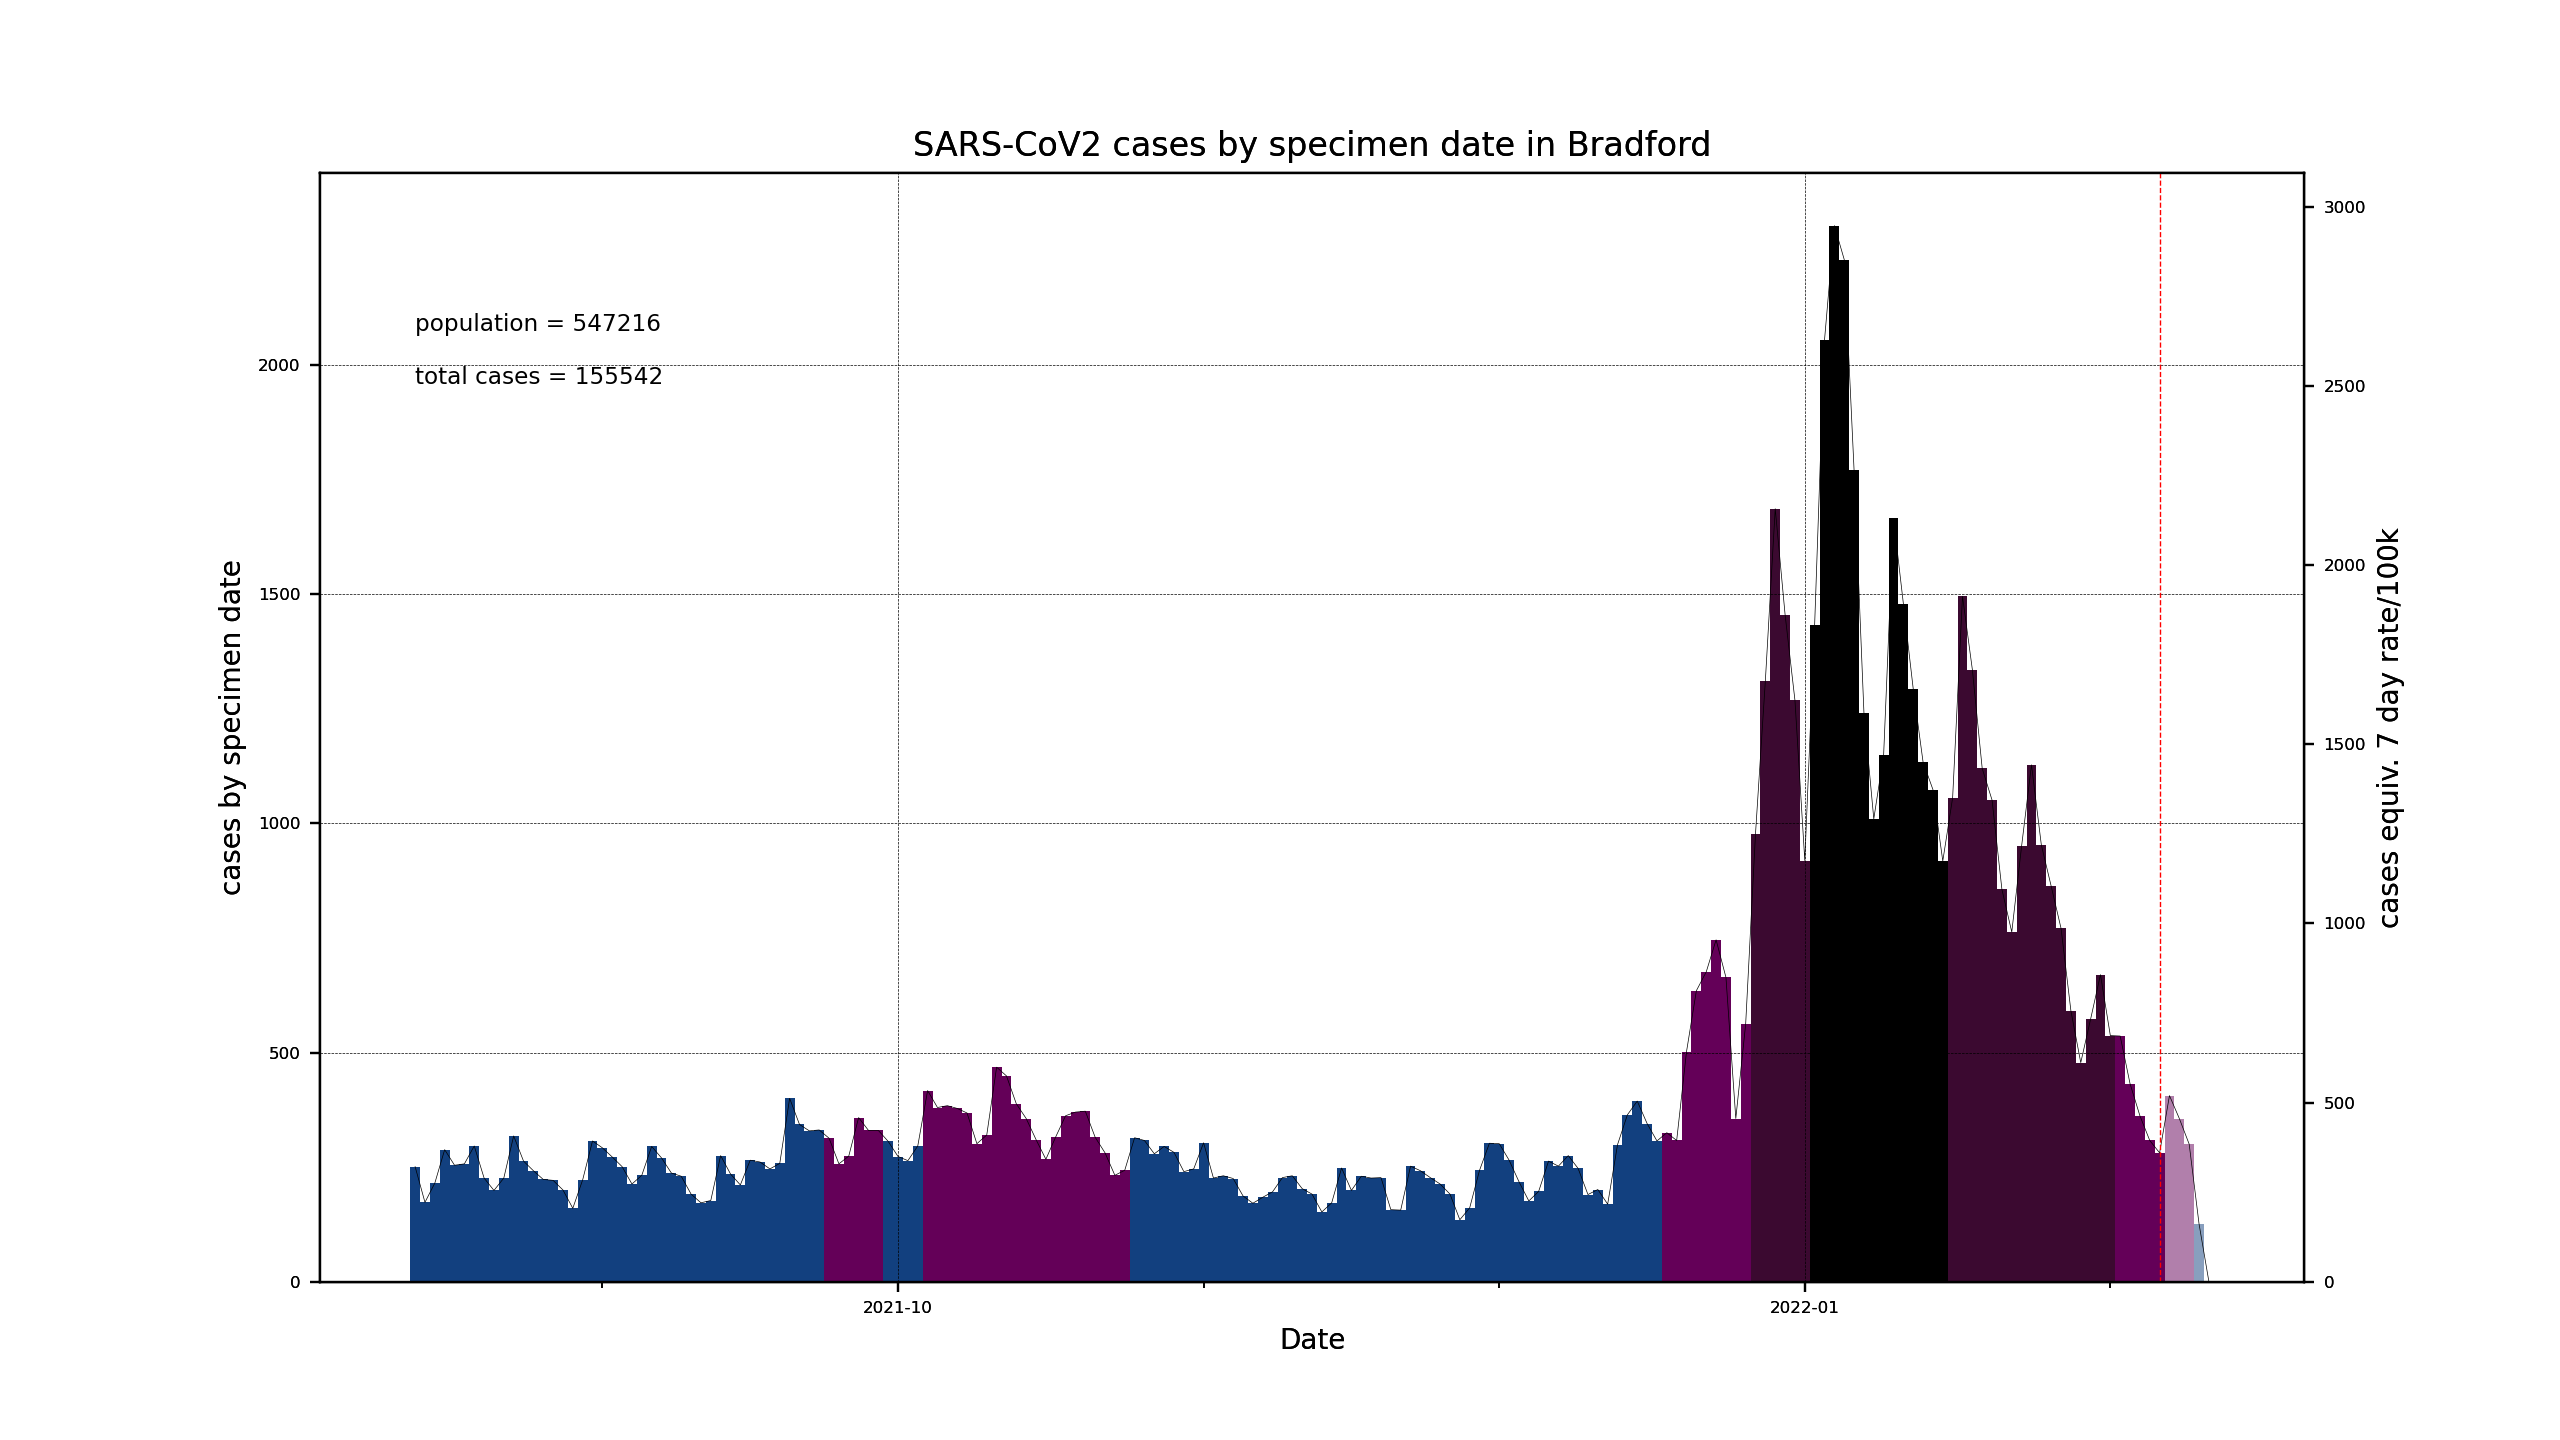 SARS-CoV2 cases by specimen date in Bradford
population = 547216
total cases = 155542
cases by specimen date
2000
1500
1000
500
0
3000
2500
2000
1500
1000
500
0
cases equiv. 7 day rate/100k
2021-10
2022-01
Date